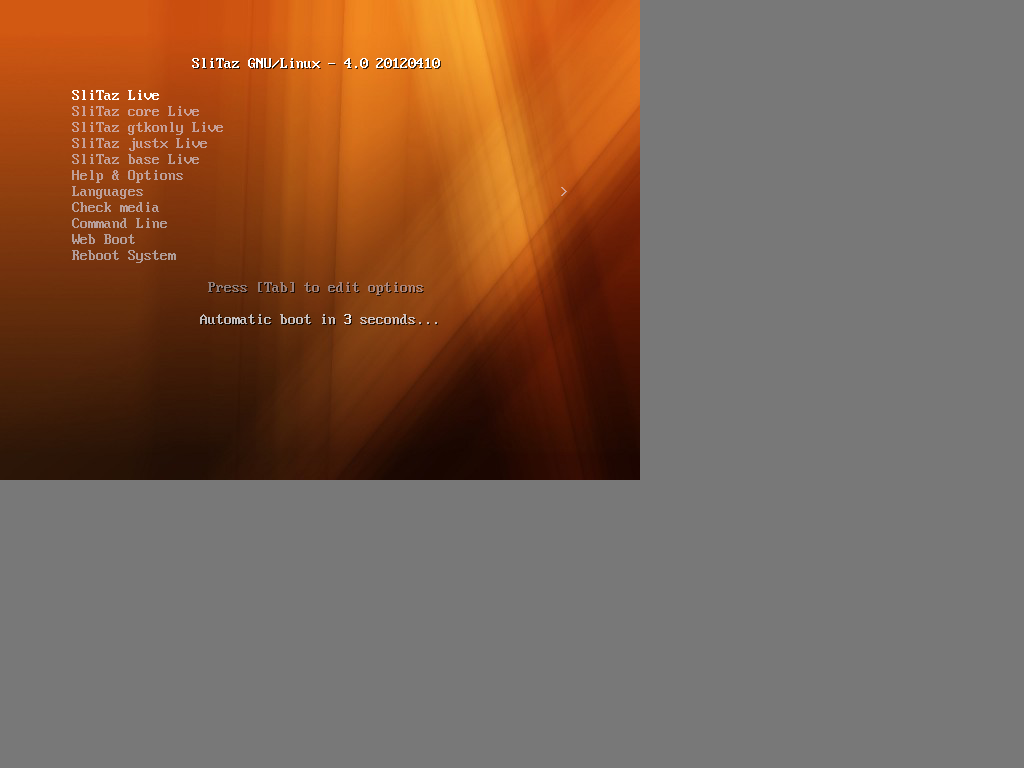 SliTaz GNU/Linux - 4.0 20120410
SliTaz Live
SliTaz core Live
SliTaz gtkonly Live
SliTaz justx Live
SliTaz base Live
Help & Options
Languages >
Check media
Command Line
Web Boot
Reboot System
Press [Tab] to edit options
Automatic boot in 3 seconds...